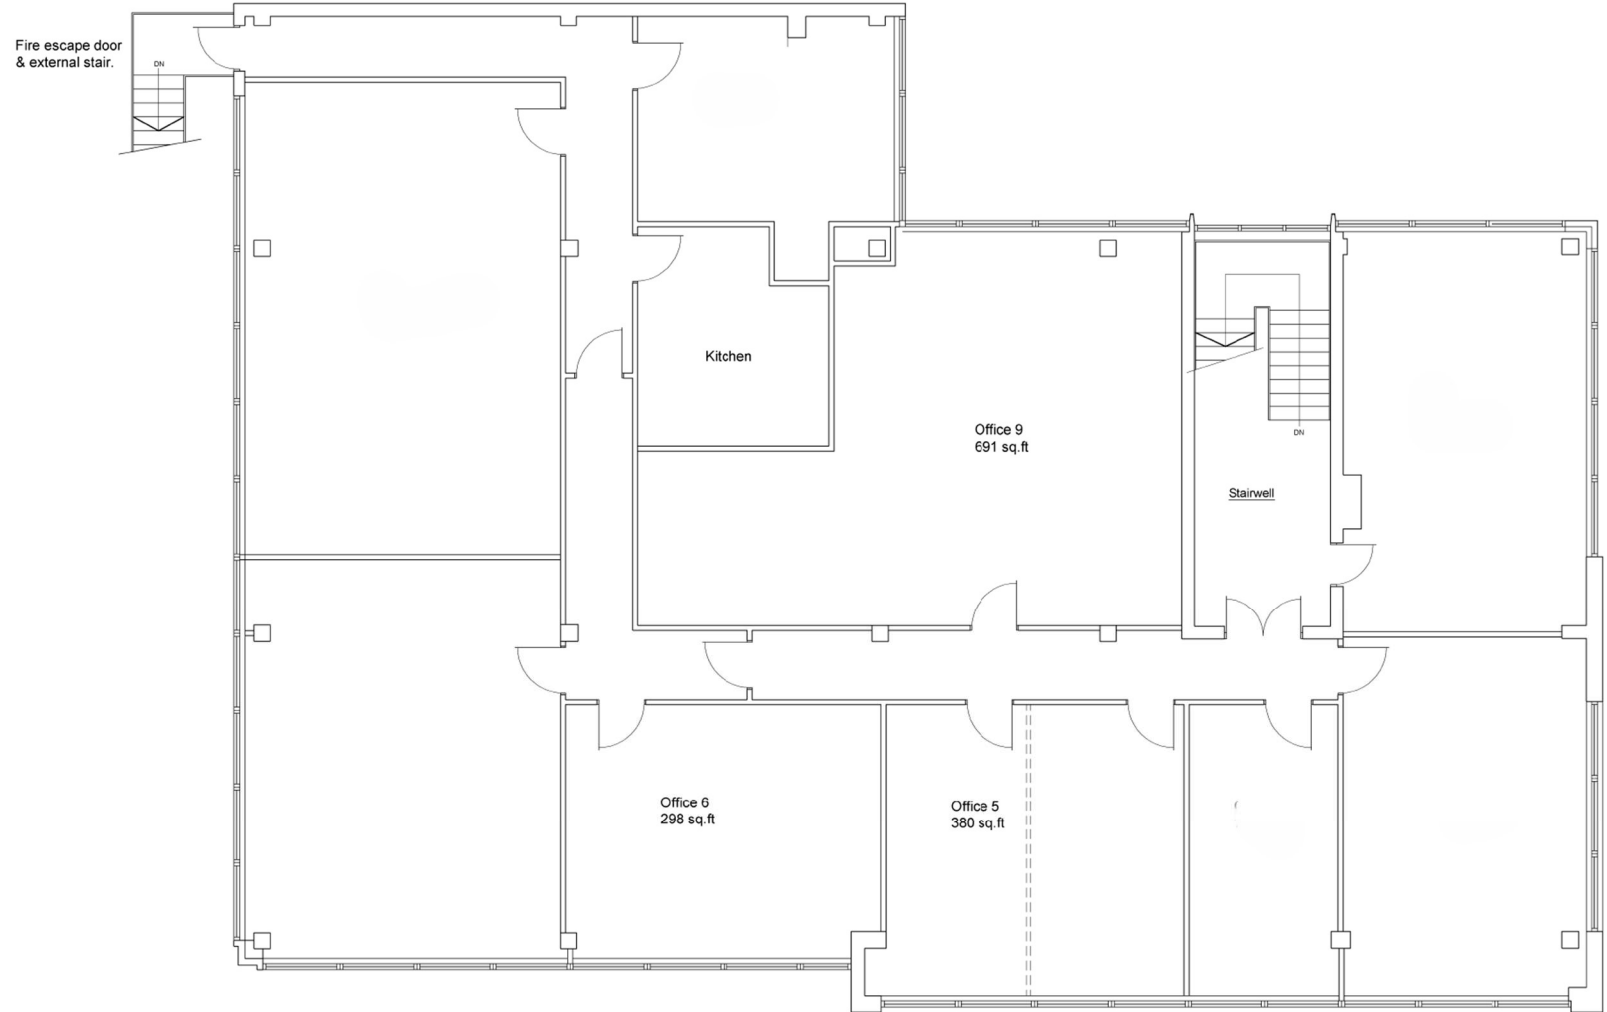 Fire escape door
& external stair.
DN
Kitchen
Office 9
691 sq.ft
DN
Stairwell
Office 6
298 sq.ft
Office 5
380 sq.ft